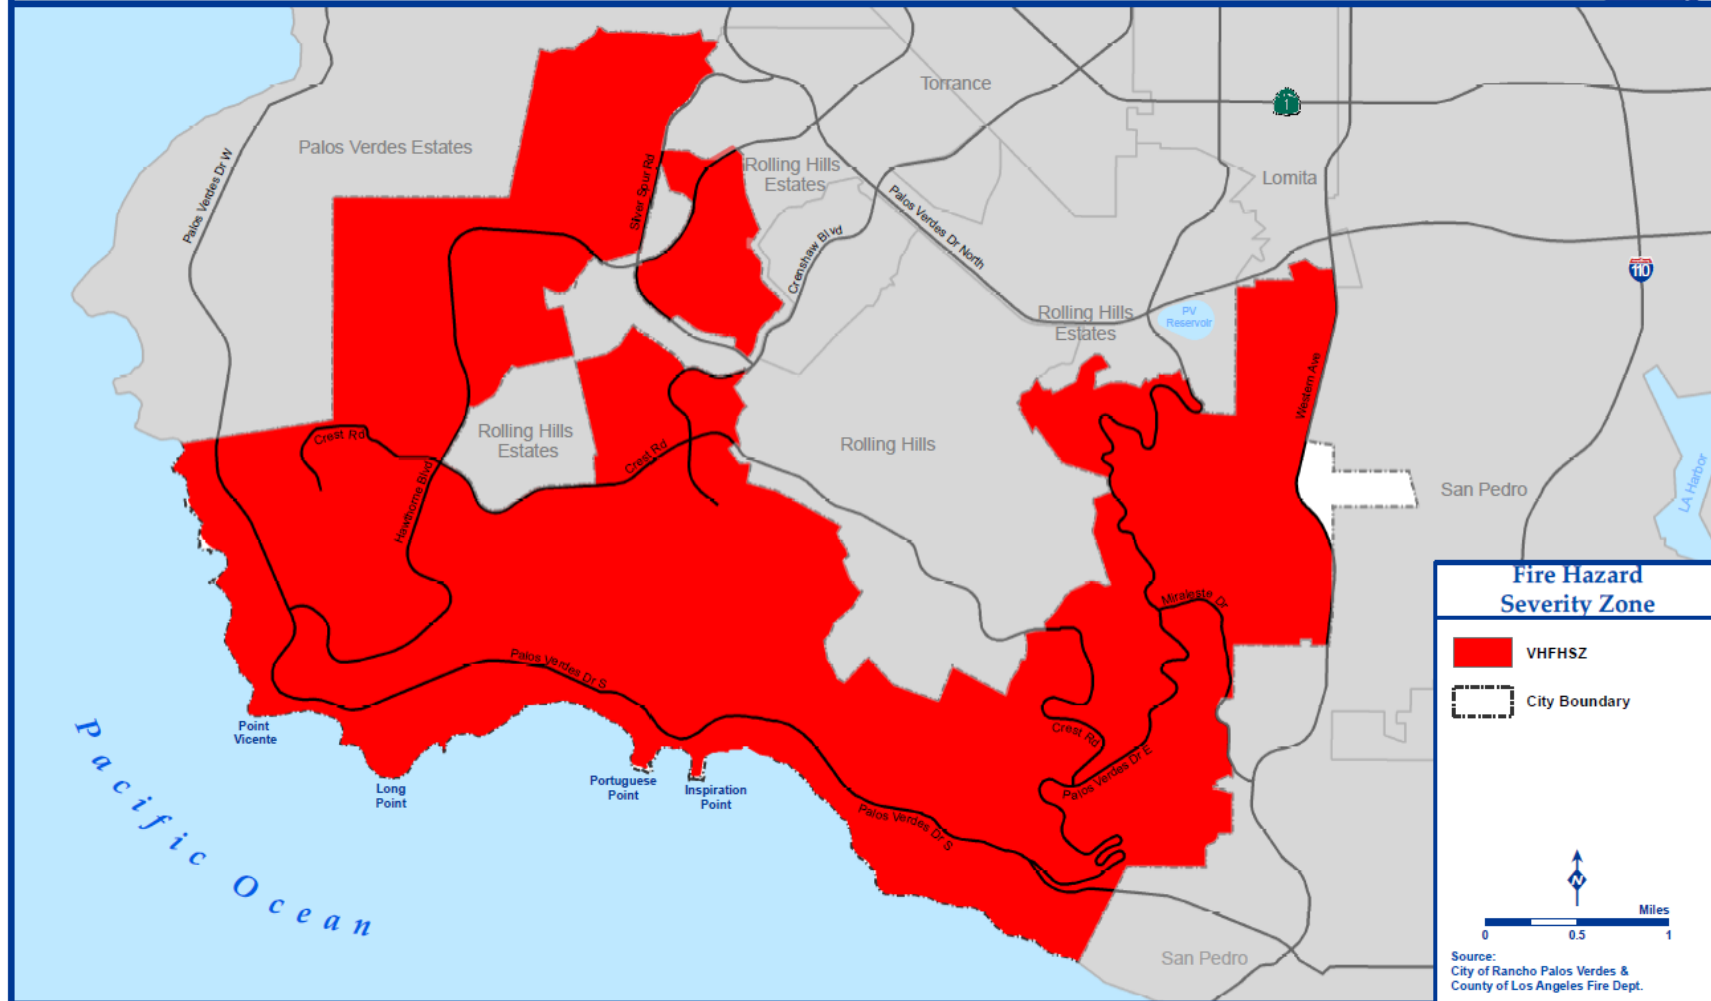 Torrance
1
Palos Verdes Estates
Palos Verdes Dr W
Silver Spur Rd
Rolling Hills
Estates
Lomita
Palos Verdes Dr North
Crenshaw Blvd
110
Rolling Hills
Estates
PV
Reservoir
Western Ave
Crest Rd
Rolling Hills
Estates
Crest Rd
Rolling Hills
Hawthorne Blvd
San Pedro
LA Harbor
Miraleste Dr
Palos Verdes Dr S
Point
Vicente
Long
Point
Portuguese
Point
Inspiration
Point
Crest Rd
Palos Verdes Dr E
Palos Verdes Dr S
Pacific Ocean
San Pedro
Fire Hazard
Severity Zone
VHFHSZ
City Boundary
N
Miles
0 0.5 1
Source:
City of Rancho Palos Verdes &
County of Los Angeles Fire Dept.